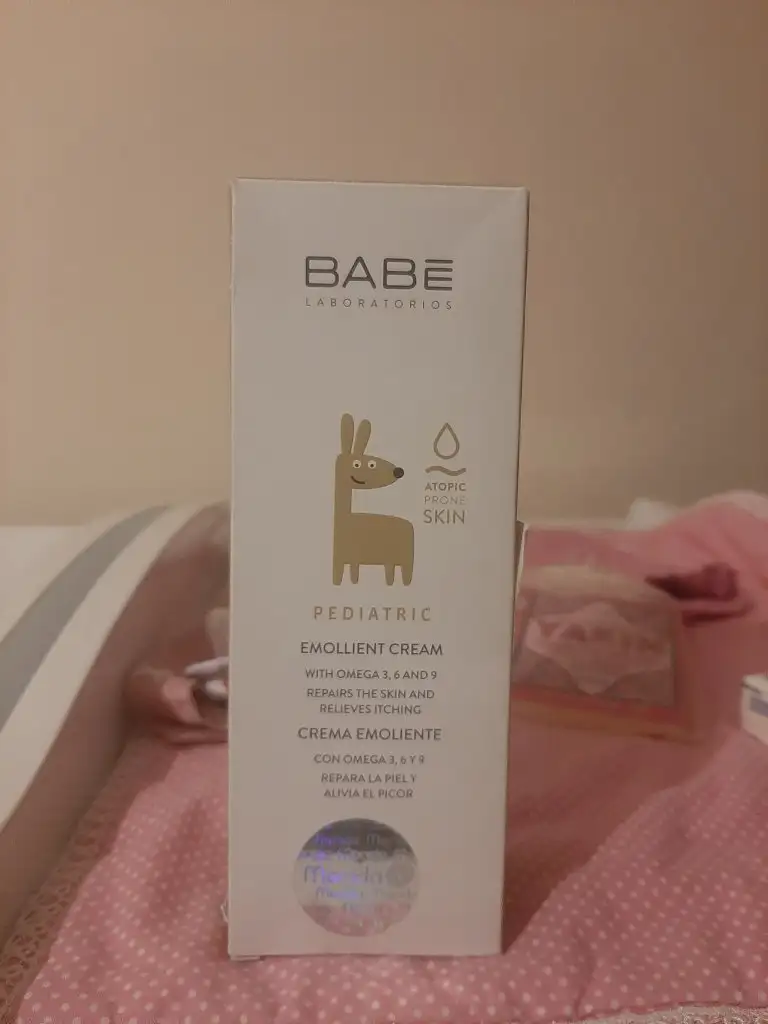 BABĒ
LABORATORIOS
ATOPIC
PRONE
SKIN
PEDIATRIC
EMOLLIENT CREAM
WITH OMEGA 3, 6 AND 9
REPAIRS THE SKIN AND
RELIEVES ITCHING
CREMA EMOLIENTE
CON OMEGA 3, 6 Y 9
REPARA LA PIEL Y
ALIVIA EL PICOR